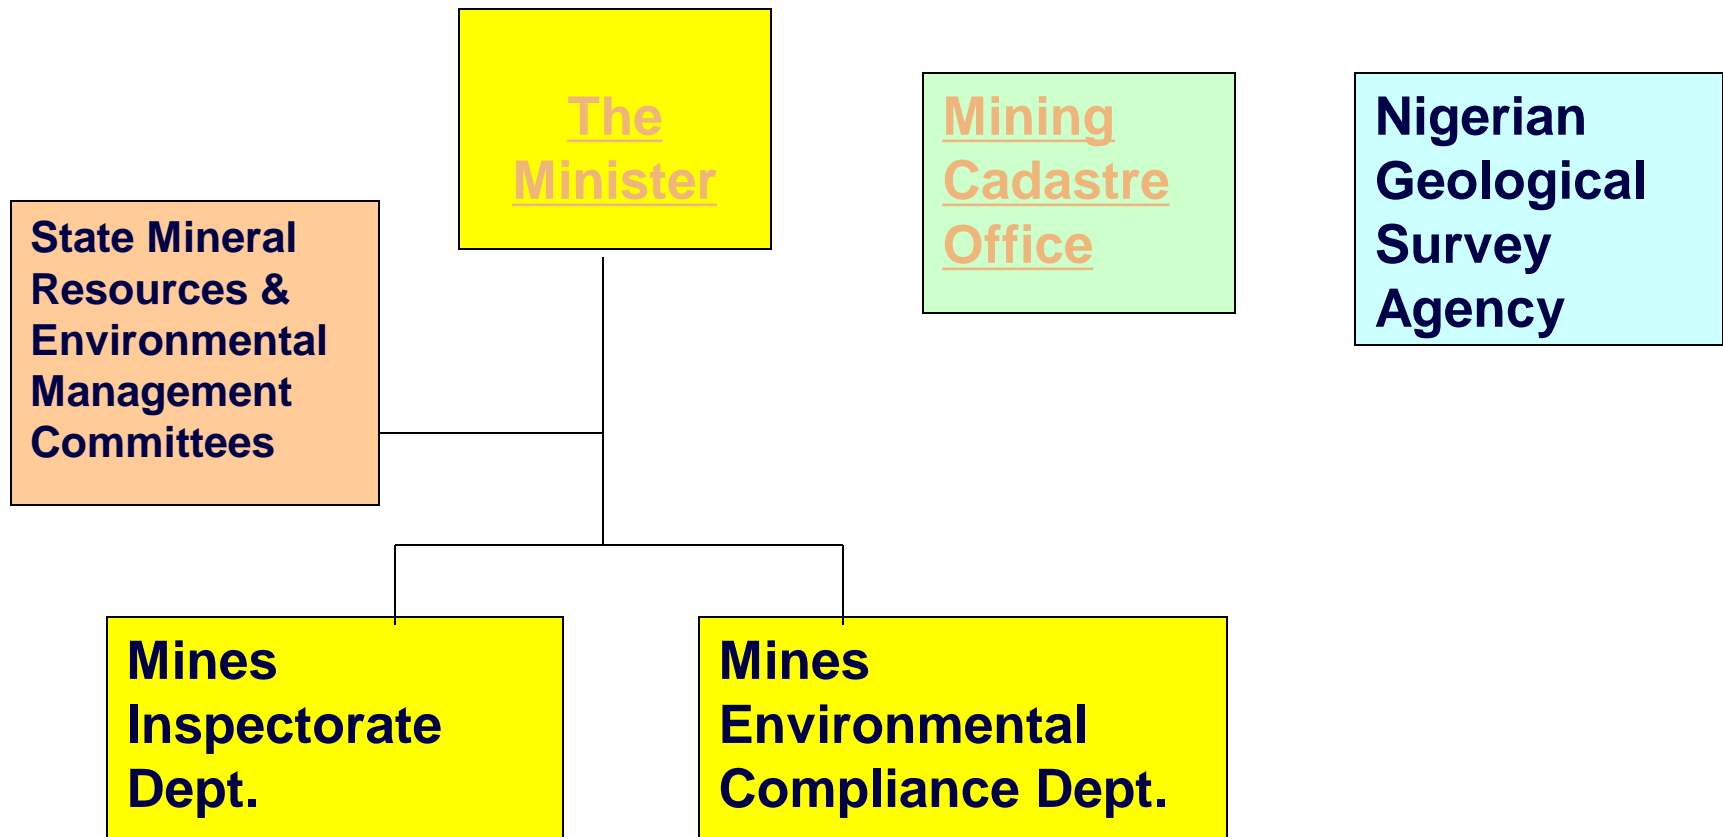 The
Minister
Mining
Cadastre
Office
Nigerian
Geological
Survey
Agency
State Mineral
Resources &
Environmental
Management
Committees
Mines
Inspectorate
Dept.
Mines
Environmental
Compliance Dept.